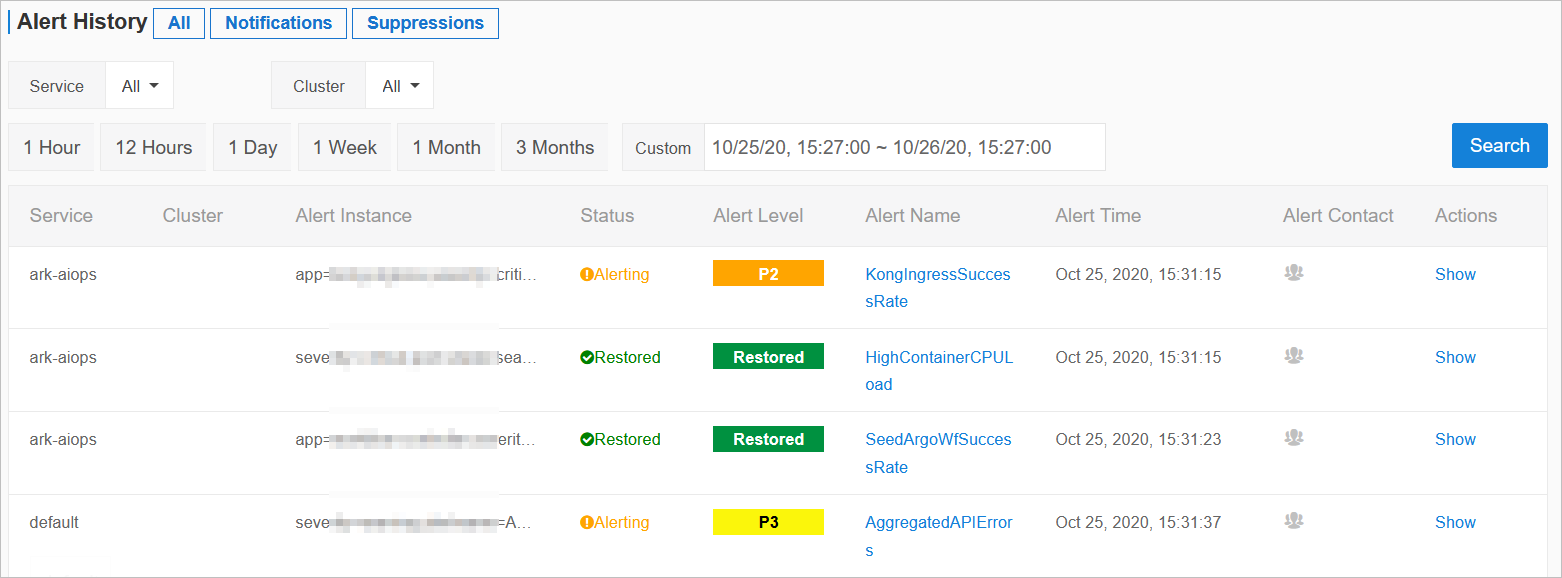 Alert History All Notifications Suppressions
Service All Cluster All
1 Hour 12 Hours 1 Day 1 Week 1 Month 3 Months Custom 10/25/20, 15:27:00 ~ 10/26/20, 15:27:00 Search
Service Cluster Alert Instance Status Alert Level Alert Name Alert Time Alert Contact Actions
ark-aiops app= criti... Alerting P2 KongIngressSucces Oct 25, 2020, 15:31:15 Show
sRate
ark-aiops seve sea... Restored Restored HighContainerCPUL Oct 25, 2020, 15:31:15 Show
oad
ark-aiops app= erit... Restored Restored SeedArgoWfSucces Oct 25, 2020, 15:31:23 Show
sRate
default seve =A... Alerting P3 AggregatedAPIError Oct 25, 2020, 15:31:37 Show
s